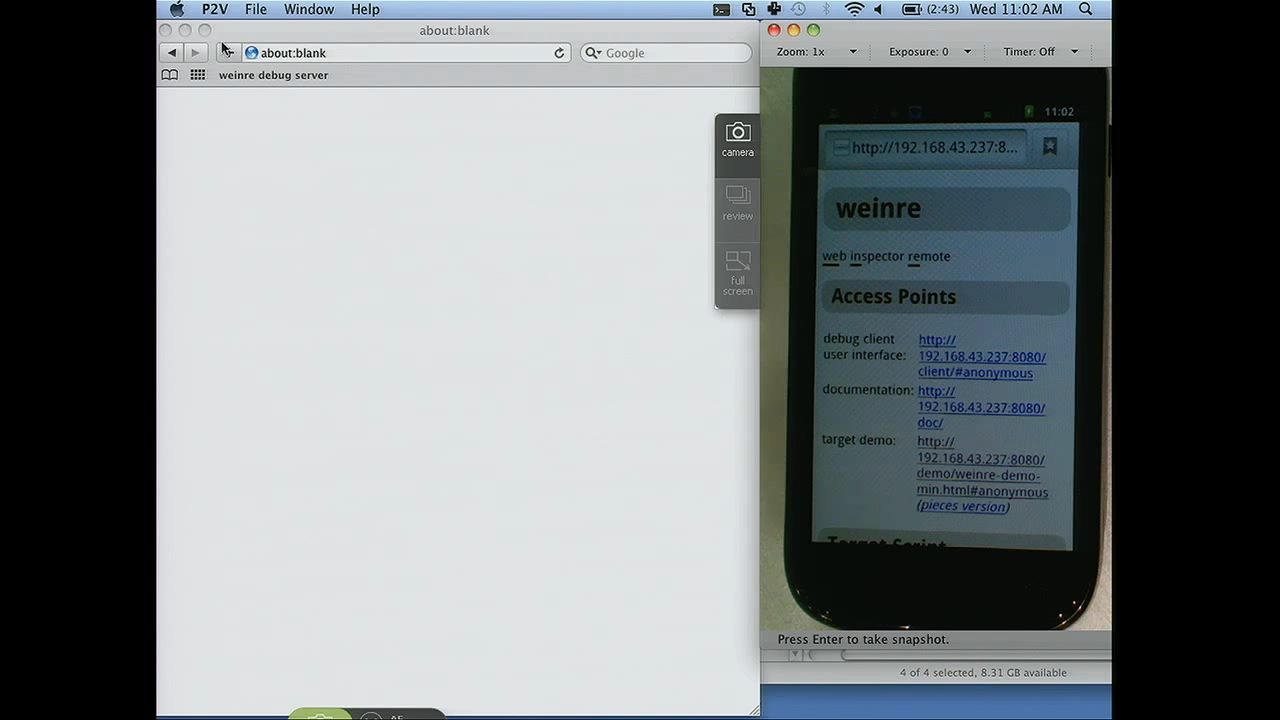 P2V File Window Help (2:43) Wed 11:02 AM
about:blank
about:blank Google
weinre debug server
camera
review
full
screen
AF
Zoom: 1x Exposure: 0 Timer: Off
11:02
http://192.168.43.237:8...
weinre
web inspector remote
Access Points
debug client
user interface:
http://
192.168.43.237:8080/
client/#anonymous
documentation:
http://
192.168.43.237:8080/
doc/
target demo:
http://
192.168.43.237:8080/
demo/weinre-demo-
min.html#anonymous
(pieces version)
Target Script
Press Enter to take snapshot.
4 of 4 selected, 8.31 GB available